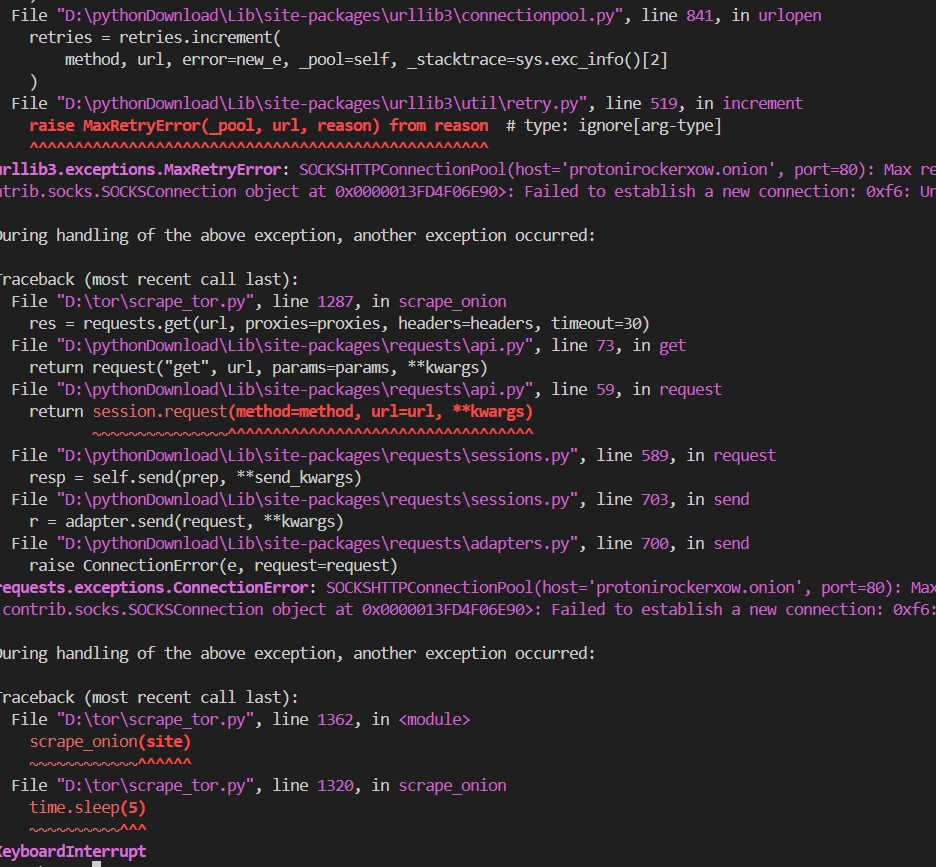 File "D:\pythonDownload\Lib\site-packages\urllib3\connectionpool.py", line 841, in urlopen
retries = retries.increment(
method, url, error=new_e, _pool=self, _stacktrace=sys.exc_info()[2]
)
File "D:\pythonDownload\Lib\site-packages\urllib3\util\retry.py", line 519, in increment
raise MaxRetryError(_pool, url, reason) from reason  # type: ignore[arg-type]
^^^^^^^^^^^^^^^^^^^^^^^^^^^^^^^^^^^^^^^^^^^^^^^^^^^
urllib3.exceptions.MaxRetryError: SOCKSHTTPConnectionPool(host='protonirockerxow.onion', port=80): Max re
ntrib.socks.SOCKSConnection object at 0x0000013FD4F06E90>: Failed to establish a new connection: 0xf6: Un

During handling of the above exception, another exception occurred:

Traceback (most recent call last):
File "D:\tor\scrape_tor.py", line 1287, in scrape_onion
res = requests.get(url, proxies=proxies, headers=headers, timeout=30)
File "D:\pythonDownload\Lib\site-packages\requests\api.py", line 73, in get
return request("get", url, params=params, **kwargs)
File "D:\pythonDownload\Lib\site-packages\requests\api.py", line 59, in request
return session.request(method=method, url=url, **kwargs)
~~~~~~~~~~~~~~~^^^^^^^^^^^^^^^^^^^^^^^^^^^^^^^^^^
File "D:\pythonDownload\Lib\site-packages\requests\sessions.py", line 589, in request
resp = self.send(prep, **send_kwargs)
File "D:\pythonDownload\Lib\site-packages\requests\sessions.py", line 703, in send
r = adapter.send(request, **kwargs)
File "D:\pythonDownload\Lib\site-packages\requests\adapters.py", line 700, in send
raise ConnectionError(e, request=request)
requests.exceptions.ConnectionError: SOCKSHTTPConnectionPool(host='protonirockerxow.onion', port=80): Max
contrib.socks.SOCKSConnection object at 0x0000013FD4F06E90>: Failed to establish a new connection: 0xf6:

During handling of the above exception, another exception occurred:

Traceback (most recent call last):
File "D:\tor\scrape_tor.py", line 1362, in <module>
scrape_onion(site)
~~~~~~~~~~~~^^^^^^
File "D:\tor\scrape_tor.py", line 1320, in scrape_onion
time.sleep(5)
~~~~~~~~~~^^^
KeyboardInterrupt